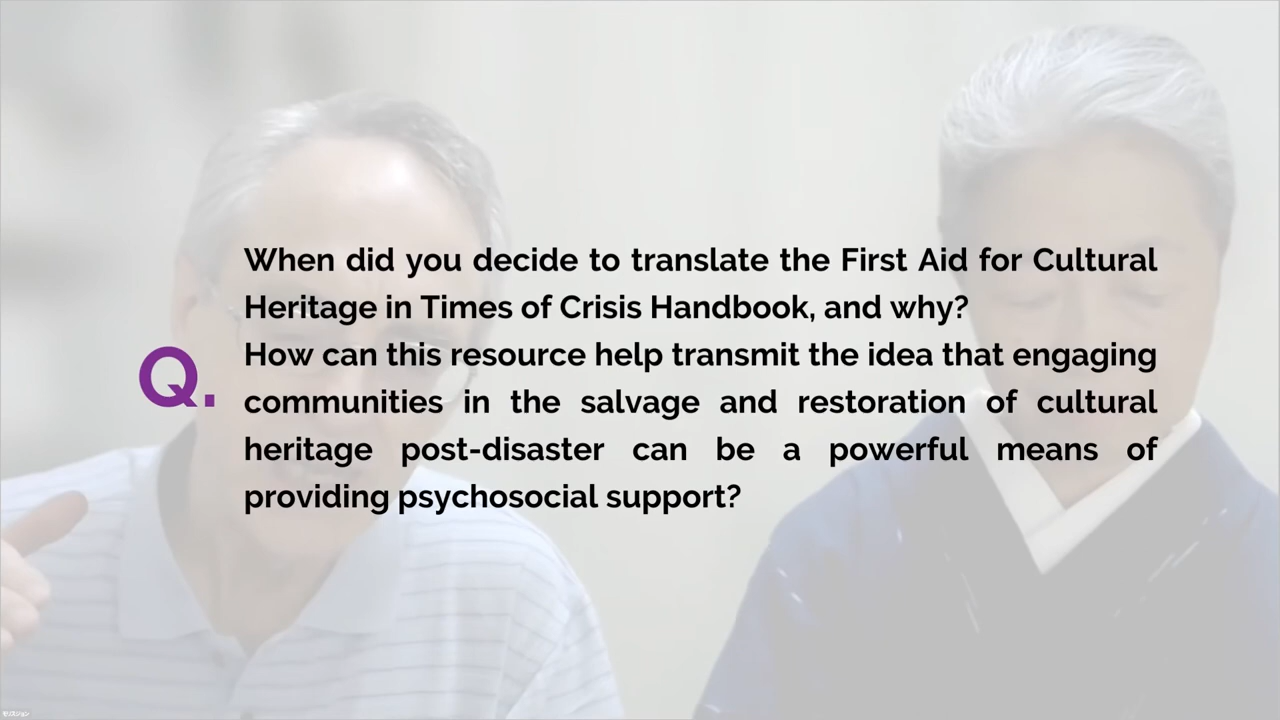 When did you decide to translate the First Aid for Cultural
Heritage in Times of Crisis Handbook, and why?
Q.
How can this resource help transmit the idea that engaging
communities in the salvage and restoration of cultural
heritage post-disaster can be a powerful means of
providing psychosocial support?